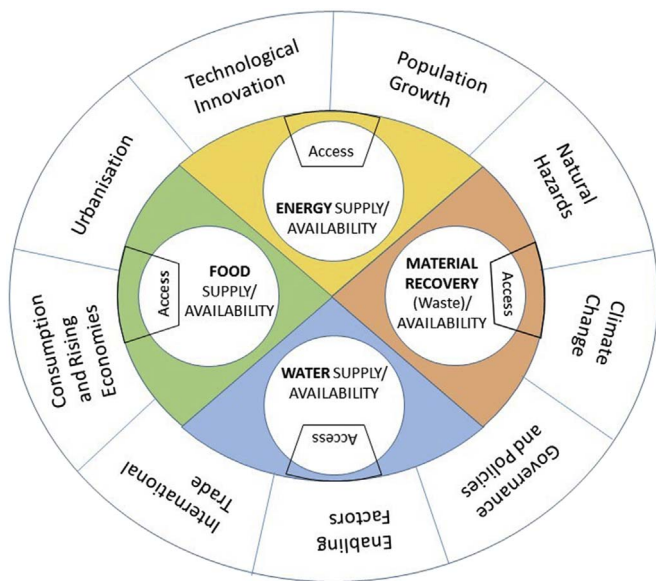 Technological
Innovation
Population
Growth
Natural
Hazards
Climate
Change
Governance
and Policies
Enabling
Factors
International
Trade
Consumption
and Rising
Economies
Urbanisation
Access
ENERGY SUPPLY/
AVAILABILITY
Access
FOOD
SUPPLY/
AVAILABILITY
MATERIAL
RECOVERY
(Waste)/
AVAILABILITY
Access
WATER SUPPLY/
AVAILABILITY
Access